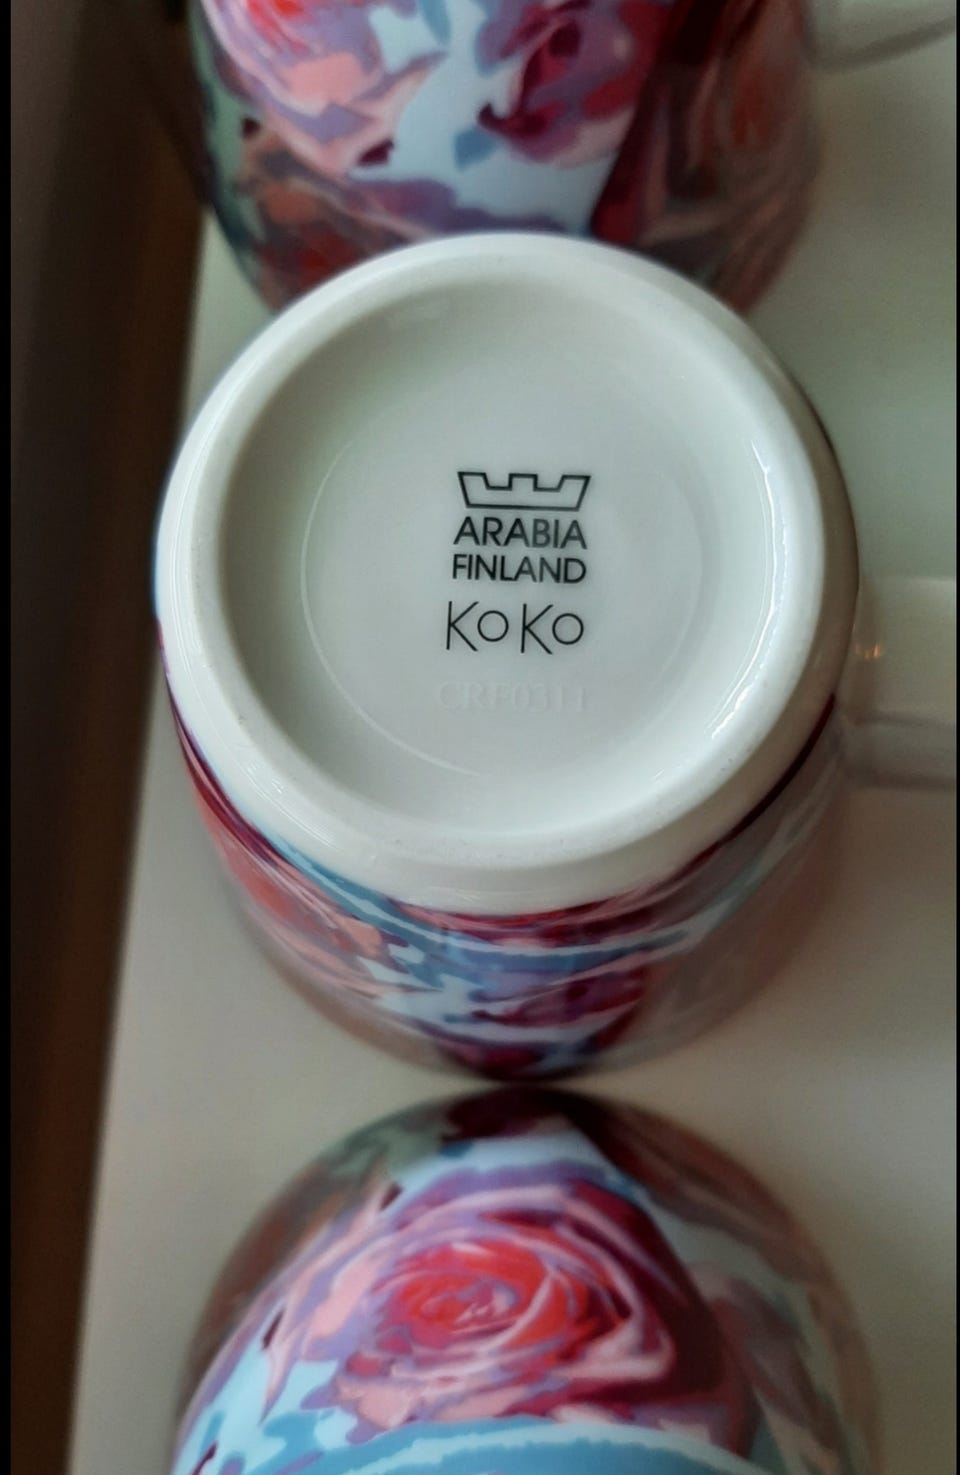 ARABIA
FINLAND
KoKo
CRF0311